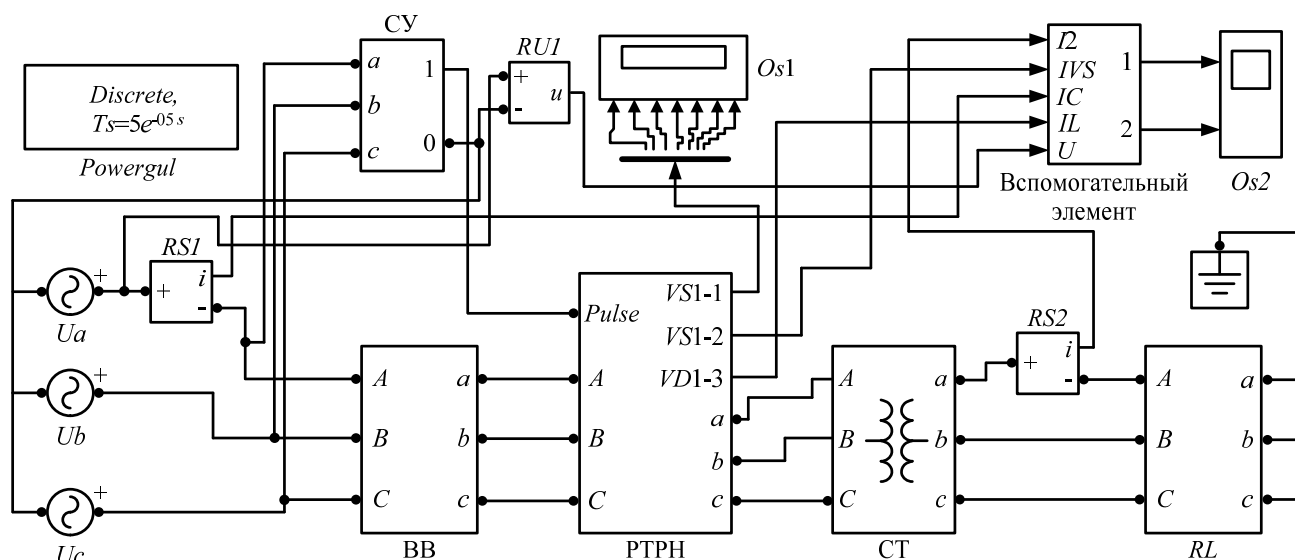 СУ
RU1
a
1
+
u
b
-
0
c
Os1
I2
IVS
1
IC
IL
2
U
Вспомогательный
элемент
Os2
Discrete,
Ts=5e-05 s
Powergul
RS1
+
+
i
-
Ua
Pulse
VS1-1
VS1-2
VD1-3
RS2
+
i
-
A
a
A
a
A
a
A
a
+
Ub
B
b
B
b
B
b
B
b
+
Uc
C
c
C
c
C
c
C
c
ВВ
РТРН
СТ
RL